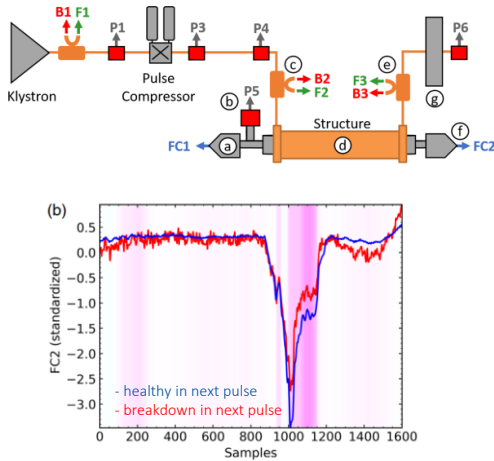 B1 F1
P1
P3
P4
P6
Klystron
Pulse
Compressor
c
B2
F2
e
F3
B3
g
b
P5
Structure
f
FC1
a
d
FC2
(b)
FC2 (standardized)
0.5
0.0
−0.5
−1.0
−1.5
−2.0
−2.5
−3.0
- healthy in next pulse
- breakdown in next pulse
0 200 400 600 800 1000 1200 1400 1600
Samples